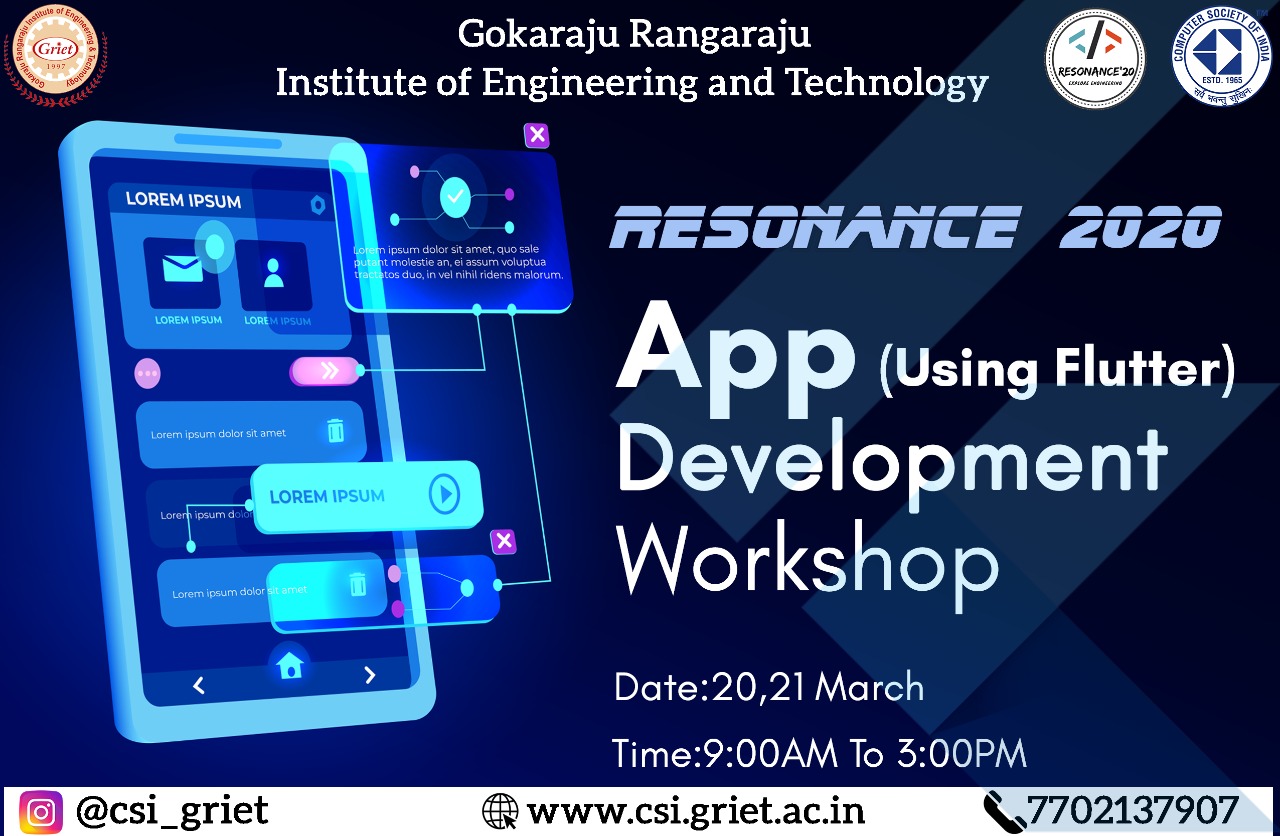 Gokaraju Rangaraju
Institute of Engineering and Technology
Gokaraju Rangaraju Institute of Engineering & Technology
Griet
1997
</>
RESONANCE'20
EXPLORE ENGINEERING
COMPUTER SOCIETY OF INDIA
TM
ESTD. 1965
सर्वे भवन्तु सुखिनः
LOREM IPSUM
LOREM IPSUM
LOREM IPSUM
Lorem ipsum dolor sit amet, quo sale
putant molestie an, ei assum voluptua
tractatos duo, in vel nihil ridens malorum.
Lorem ipsum dolor sit amet
LOREM IPSUM
Lorem ipsum dolor
Lorem ipsum dolor sit amet
RESONANCE 2020
App (Using Flutter)
Development
Workshop
Date:20,21 March
Time:9:00AM To 3:00PM
@csi_griet
www.csi.griet.ac.in
7702137907